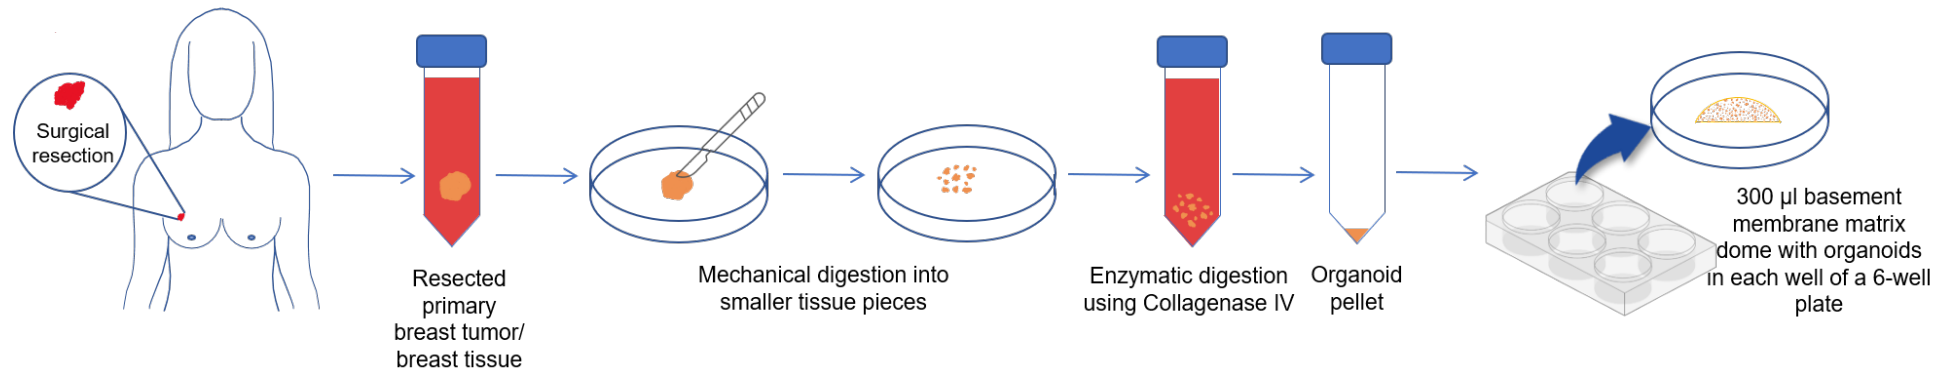 Surgical
resection
Resected
primary
breast tumor/
breast tissue
Mechanical digestion into
smaller tissue pieces
Enzymatic digestion
using Collagenase IV
Organoid
pellet
300 µl basement
membrane matrix
dome with organoids
in each well of a 6-well
plate